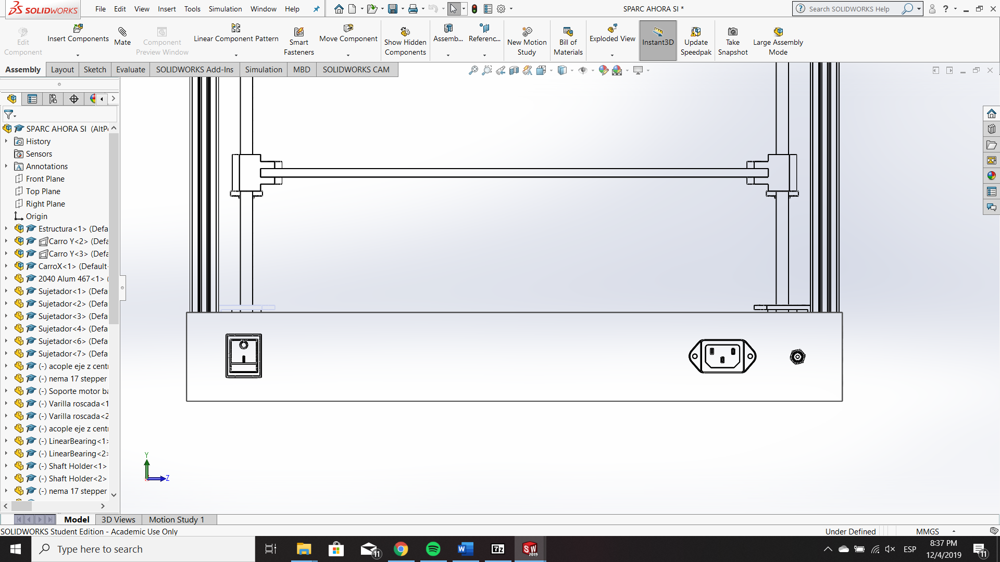 SOLIDWORKS
File Edit View Insert Tools Simulation Window Help
SPARC AHORA SI *
Search SOLIDWORKS Help
Edit Component
Insert Components
Mate
Component Preview Window
Linear Component Pattern
Smart Fasteners
Move Component
Show Hidden Components
Assemb...
Referenc...
New Motion Study
Bill of Materials
Exploded View
Instant3D
Update Speedpak
Take Snapshot
Large Assembly Mode
Assembly Layout Sketch Evaluate SOLIDWORKS Add-Ins Simulation MBD SOLIDWORKS CAM
SPARC AHORA SI (AltP
History
Sensors
Annotations
Front Plane
Top Plane
Right Plane
Origin
Estructura<1> (Defa
Carro Y<2> (Defa
Carro Y<3> (Defa
CarroX<1> (Default
2040 Alum 467<1> (
Sujetador<1> (Defa
Sujetador<2> (Defa
Sujetador<3> (Defa
Sujetador<4> (Defa
Sujetador<6> (Defa
Sujetador<7> (Defa
(-) acople eje z cent
(-) nema 17 stepper
(-) Soporte motor ba
(-) Varilla roscada<1
(-) Varilla roscada<2
(-) acople eje z cent
(-) LinearBearing<1>
(-) LinearBearing<2>
(-) Shaft Holder<1>
(-) Shaft Holder<2>
(-) nema 17 stepper
Y
Z
Model 3D Views Motion Study 1
SOLIDWORKS Student Edition - Academic Use Only
Under Defined
MMGS
Type here to search
11
7z
SW 2019
ESP
8:37 PM
12/4/2019
11